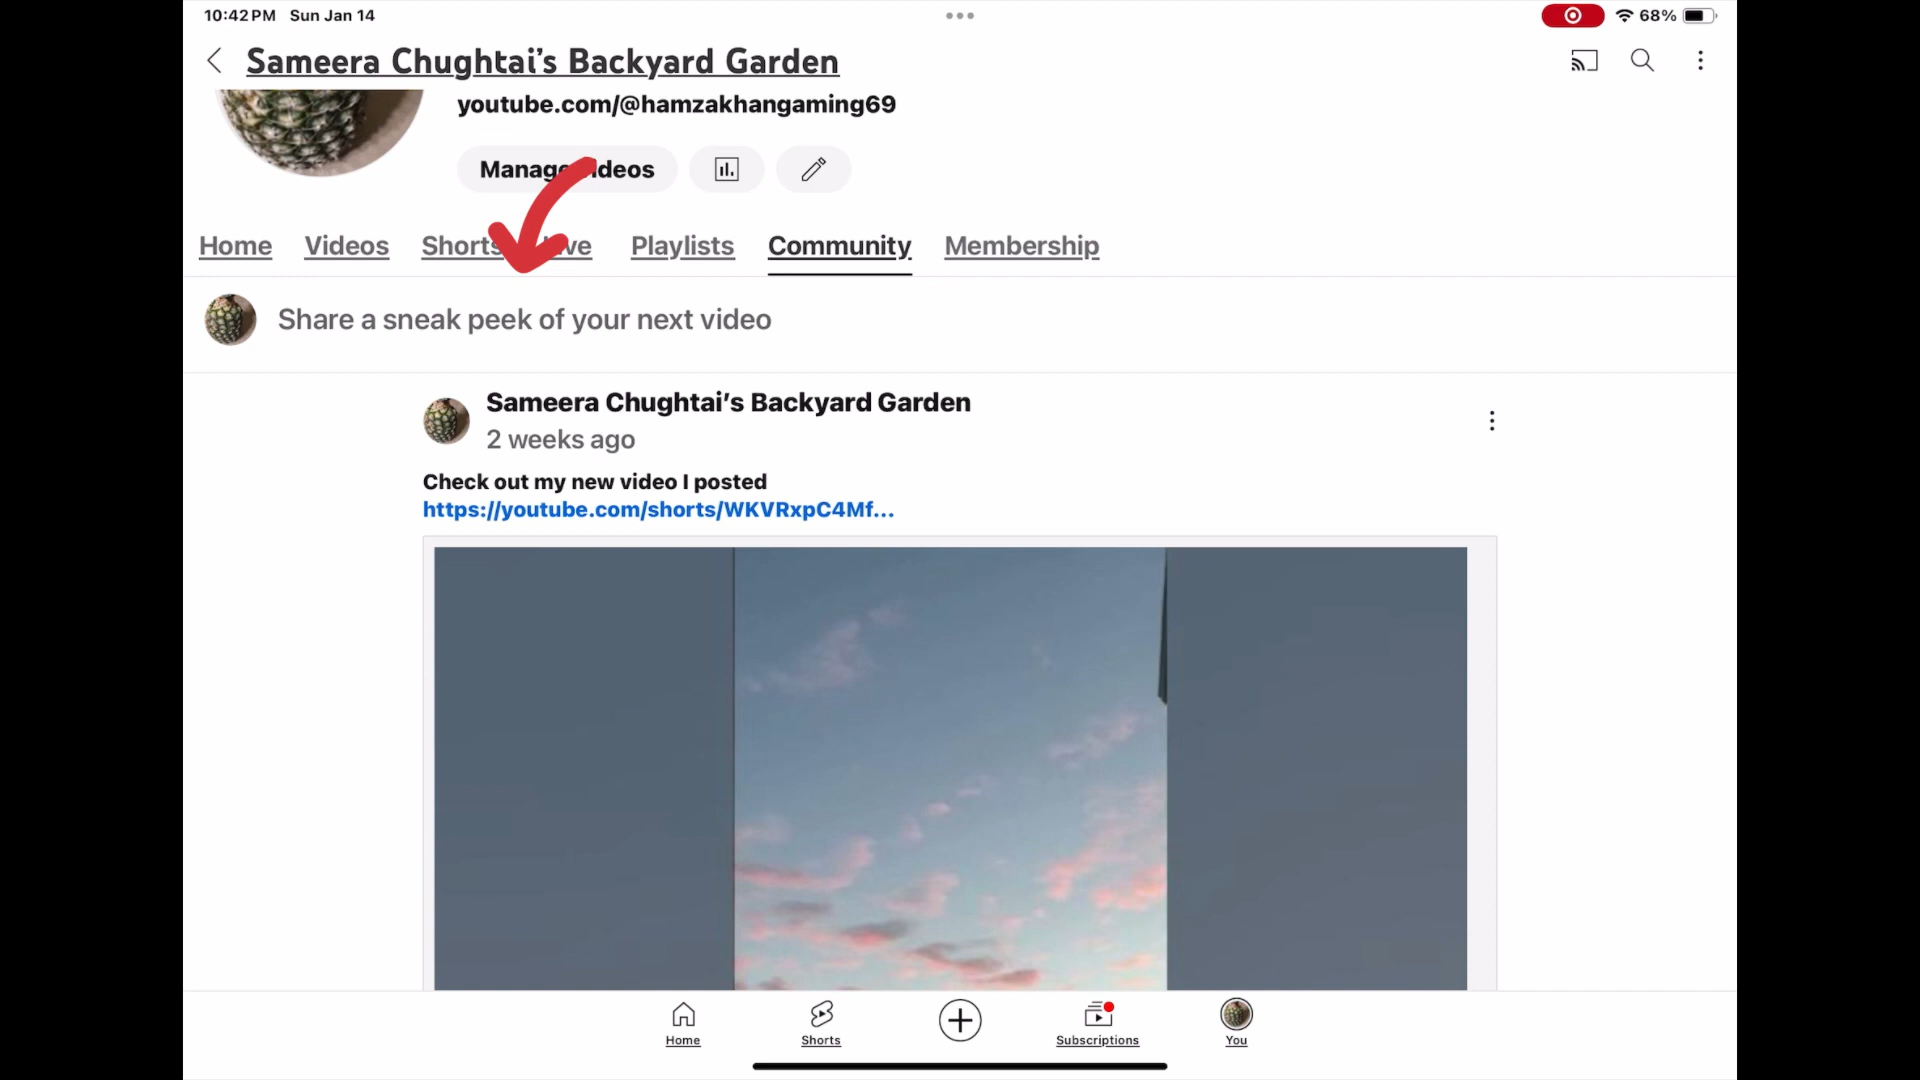 10:42 PM Sun Jan 14
68%
Sameera Chughtai's Backyard Garden
youtube.com/@hamzakhangaming69
Manage videos
Home Videos Shorts Live Playlists Community Membership
Share a sneak peek of your next video
Sameera Chughtai's Backyard Garden
2 weeks ago
Check out my new video I posted
https://youtube.com/shorts/WKVRxpC4Mf...
Home Shorts Subscriptions You